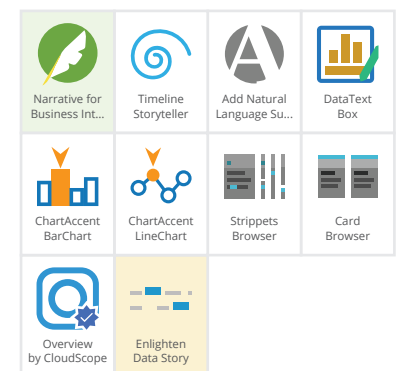 Narrative for
Business Int...
Timeline
Storyteller
Add Natural
Language Su...
DataText
Box
ChartAccent
BarChart
ChartAccent
LineChart
Strippets
Browser
Card
Browser
Overview
by CloudScope
Enlighten
Data Story